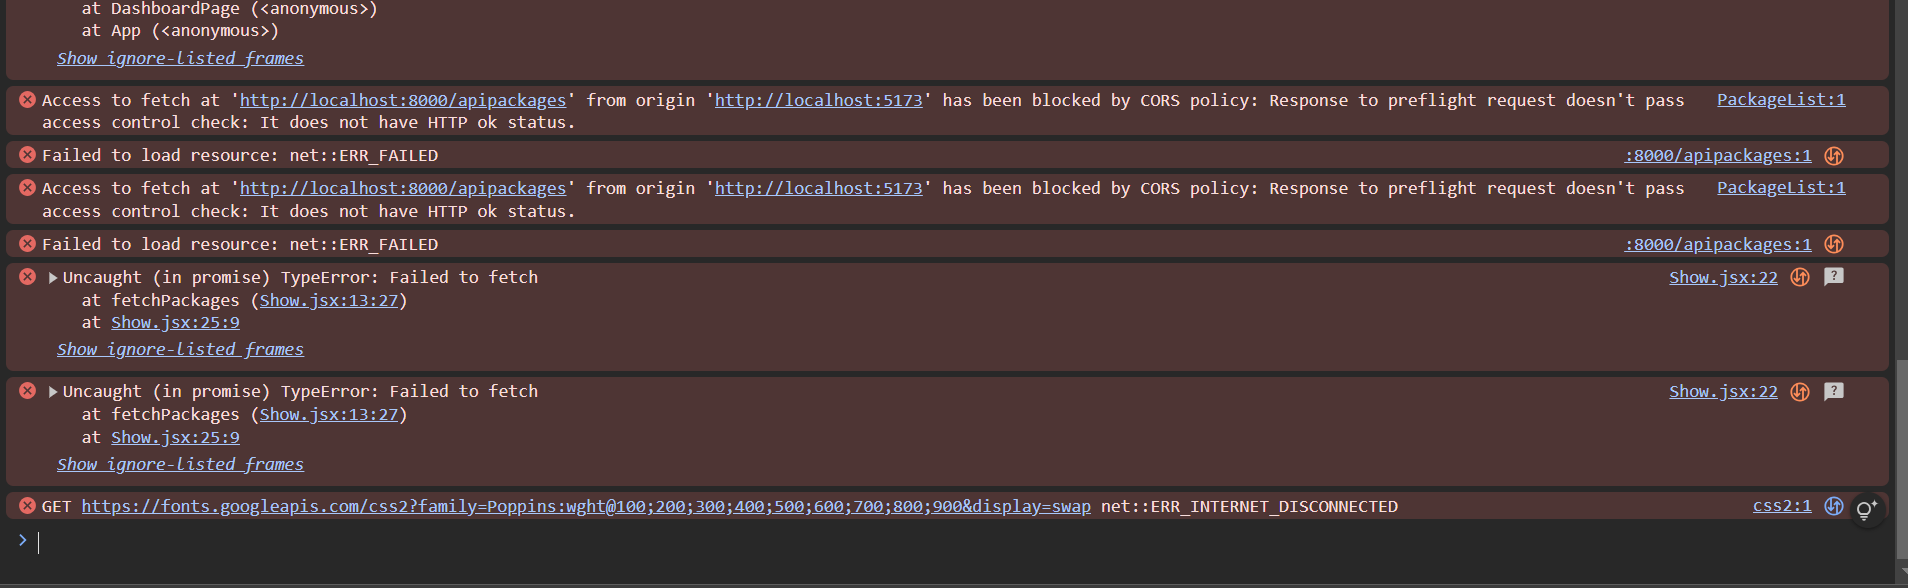 at DashboardPage (<anonymous>)
at App (<anonymous>)
Show ignore-listed frames
Access to fetch at 'http://localhost:8000/apipackages' from origin 'http://localhost:5173' has been blocked by CORS policy: Response to preflight request doesn't pass PackageList:1
access control check: It does not have HTTP ok status.
Failed to load resource: net::ERR_FAILED :8000/apipackages:1
Access to fetch at 'http://localhost:8000/apipackages' from origin 'http://localhost:5173' has been blocked by CORS policy: Response to preflight request doesn't pass PackageList:1
access control check: It does not have HTTP ok status.
Failed to load resource: net::ERR_FAILED :8000/apipackages:1
Uncaught (in promise) TypeError: Failed to fetch Show.jsx:22
at fetchPackages (Show.jsx:13:27)
at Show.jsx:25:9
Show ignore-listed frames
Uncaught (in promise) TypeError: Failed to fetch Show.jsx:22
at fetchPackages (Show.jsx:13:27)
at Show.jsx:25:9
Show ignore-listed frames
GET https://fonts.googleapis.com/css2?family=Poppins:wght@100;200;300;400;500;600;700;800;900&display=swap net::ERR_INTERNET_DISCONNECTED css2:1